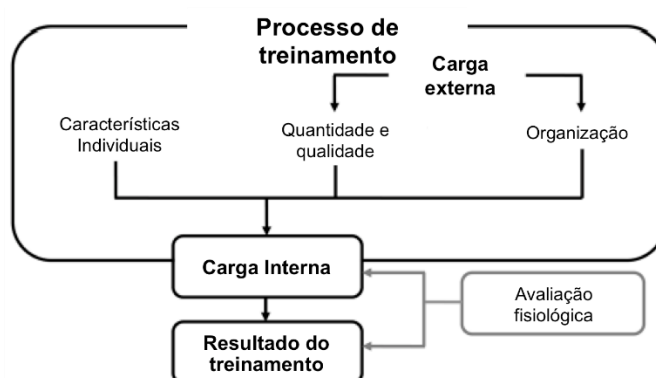 Processo de
treinamento
Carga
externa
Características
Individuais
Quantidade e
qualidade
Organização
Carga Interna
Avaliação
fisiológica
Resultado do
treinamento